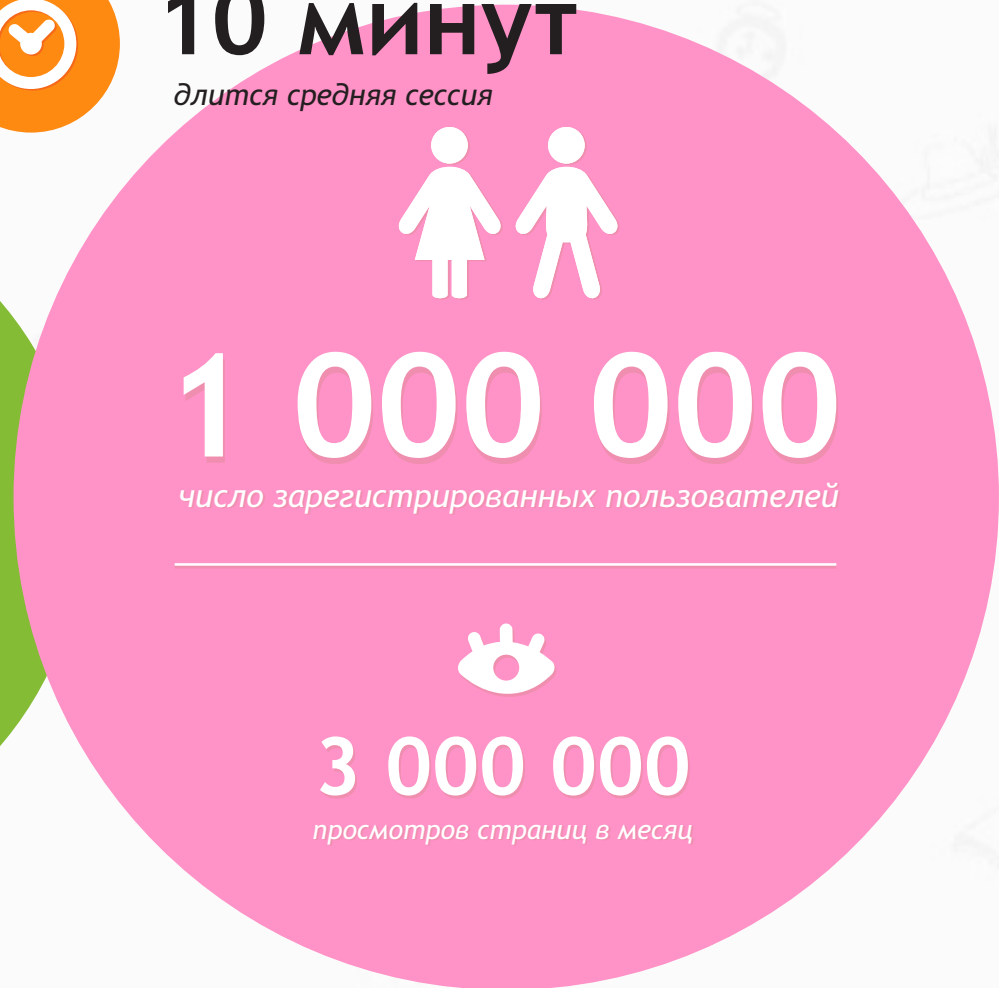 10 минут
длится средняя сессия
1 000 000
число зарегистрированных пользователей
3 000 000
просмотров страниц в месяц